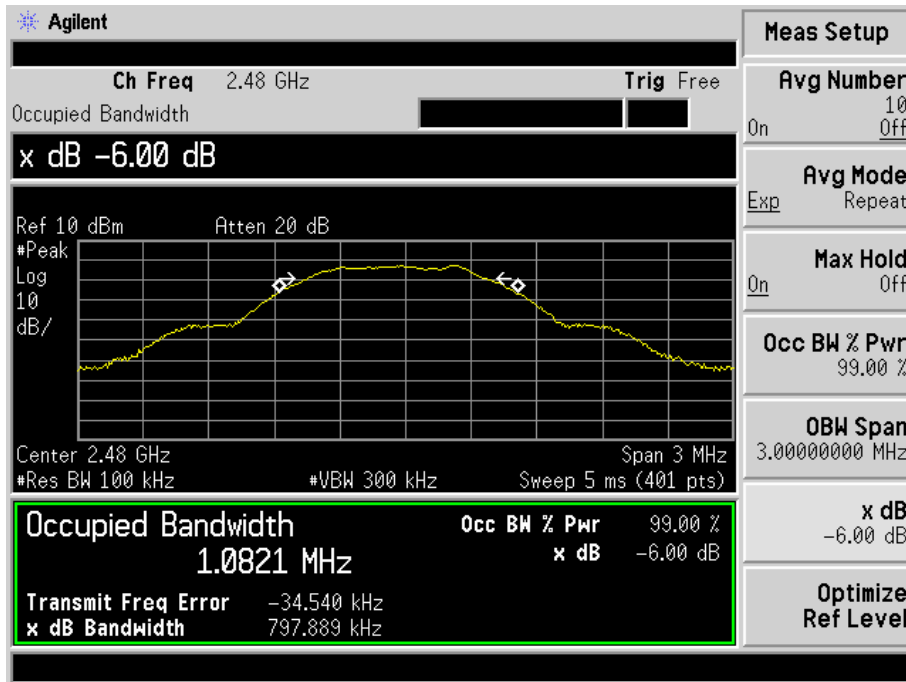 Agilent
Ch Freq 2.48 GHz Trig Free
Occupied Bandwidth
x dB -6.00 dB
Ref 10 dBm Atten 20 dB
#Peak
Log
10
dB/
Center 2.48 GHz Span 3 MHz
#Res BW 100 kHz #VBW 300 kHz Sweep 5 ms (401 pts)
Occupied Bandwidth
1.0821 MHz
Occ BW % Pwr 99.00 %
x dB -6.00 dB
Transmit Freq Error -34.540 kHz
x dB Bandwidth 797.889 kHz
Meas Setup
Avg Number
10
On Off
Avg Mode
Exp Repeat
Max Hold
On Off
Occ BW % Pwr
99.00 %
OBW Span
3.00000000 MHz
x dB
-6.00 dB
Optimize
Ref Level